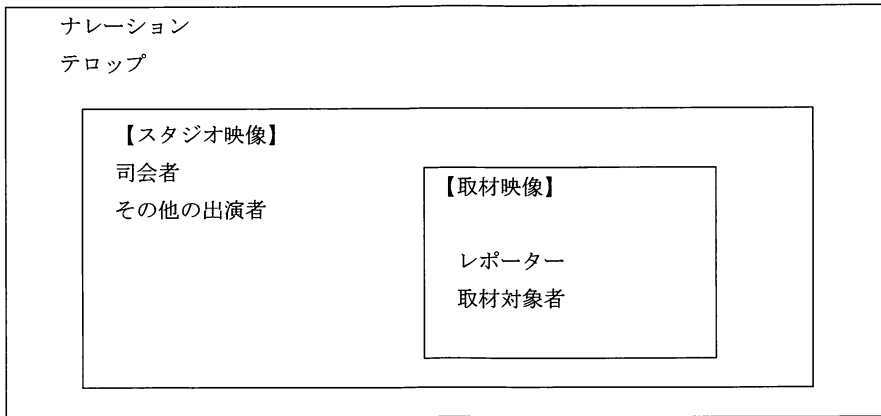 ナレーション
テロップ
【スタジオ映像】
司会者
その他の出演者
【取材映像】
レポーター
取材対象者